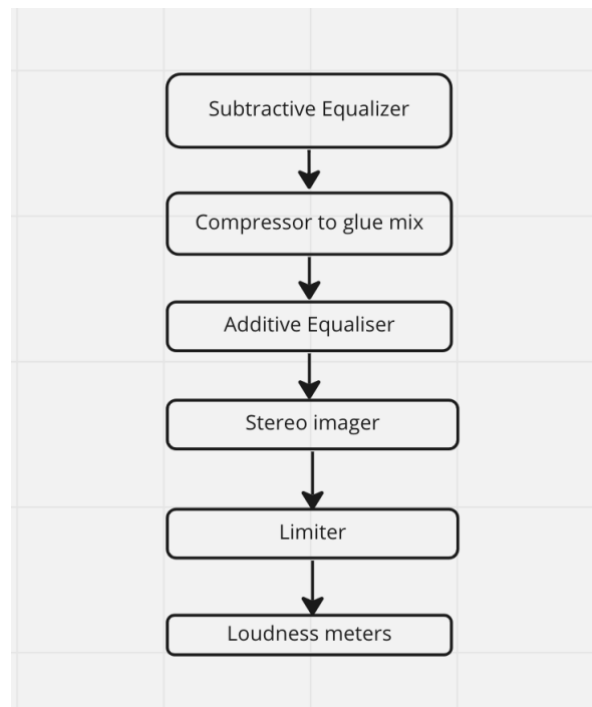 Subtractive Equalizer
Compressor to glue mix
Additive Equaliser
Stereo imager
Limiter
Loudness meters